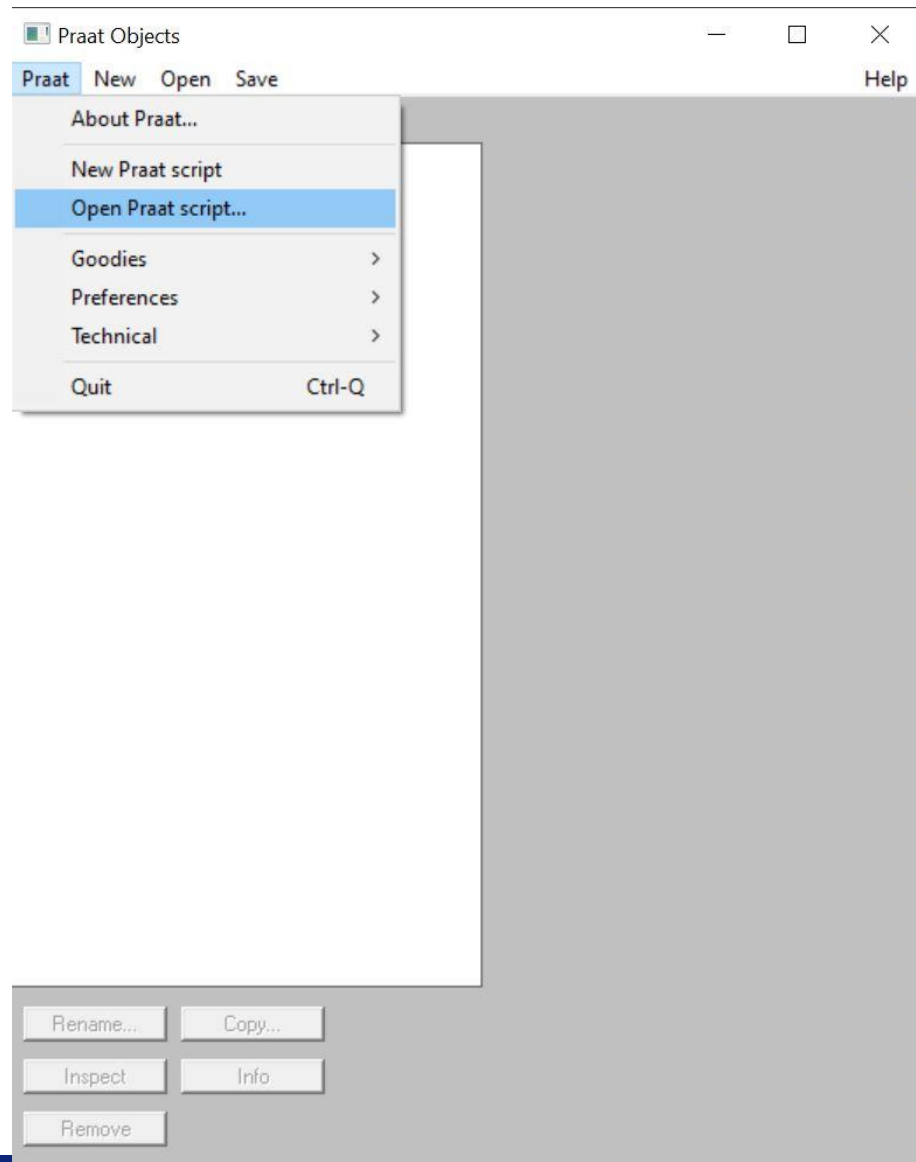 Praat Objects
Praat New Open Save Help
About Praat...
New Praat script
Open Praat script...
Goodies
Preferences
Technical
Quit Ctrl-Q
Rename... Copy...
Inspect Info
Remove